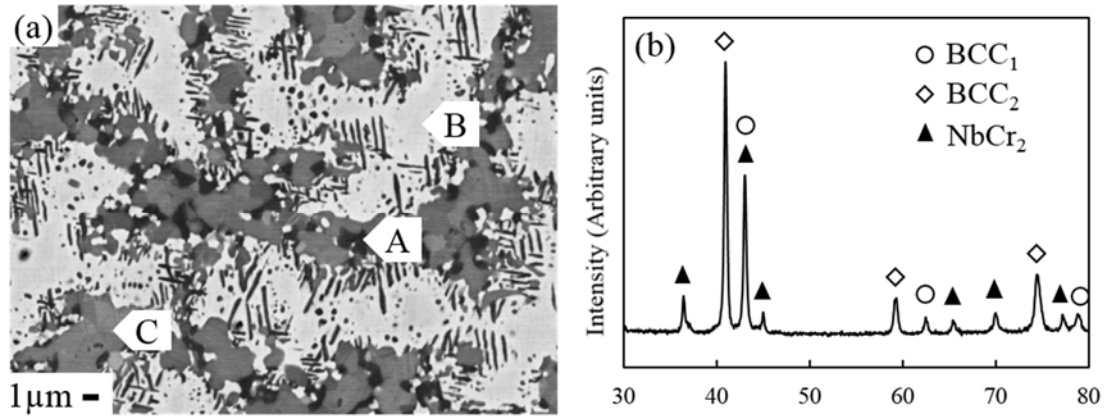 (a)
B
A
C
1μm
(b)
BCC₁
BCC₂
NbCr₂
Intensity (Arbitrary units)
30 40 50 60 70 80